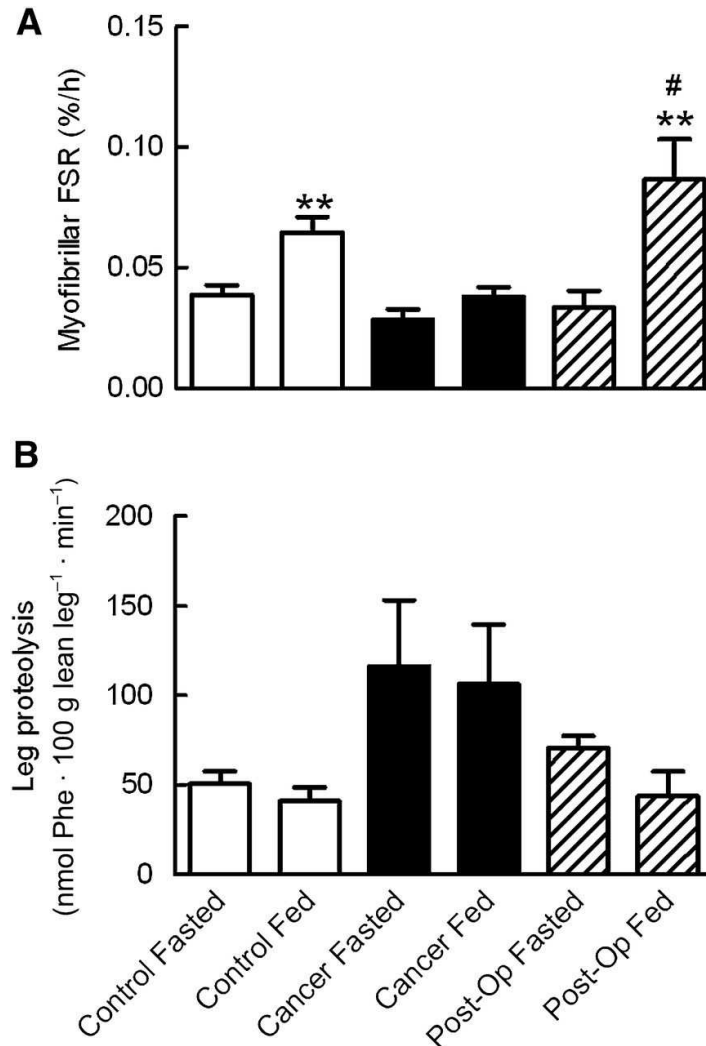 A
Myofibrillar FSR (%/h)
0.15
0.10
0.05
0.00
**
#
**
B
Leg proteolysis
(nmol Phe · 100 g lean leg⁻¹ · min⁻¹)
200
150
100
50
0
Control Fasted
Control Fed
Cancer Fasted
Cancer Fed
Post-Op Fasted
Post-Op Fed